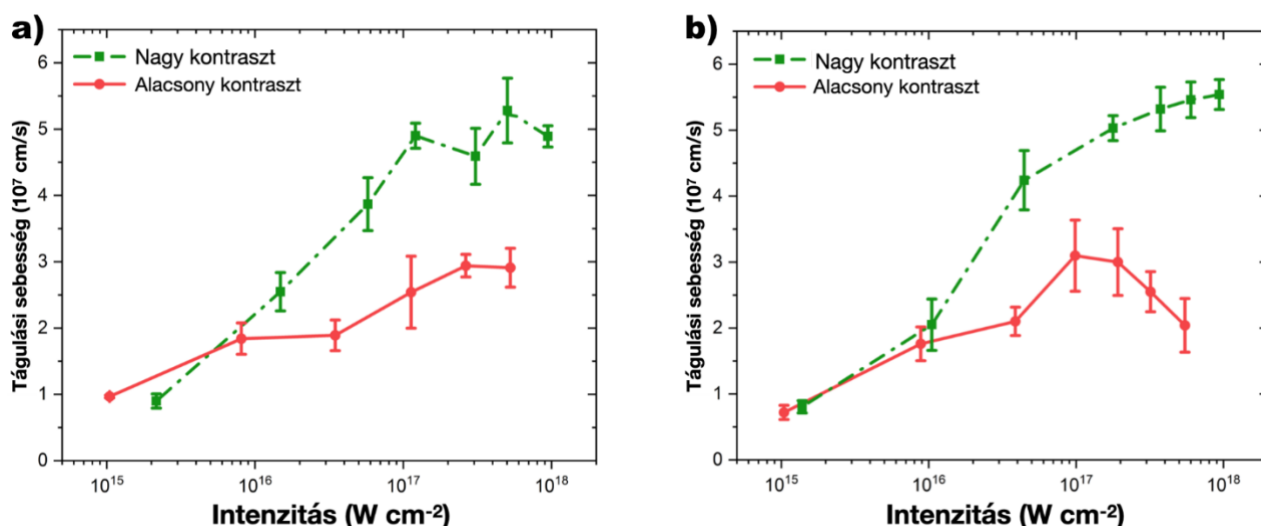 a)
Nagy kontraszt
Alacsony kontraszt
Tágulási sebesség (10⁷ cm/s)
6
5
4
3
2
1
0
10¹⁵ 10¹⁶ 10¹⁷ 10¹⁸
Intenzitás (W cm⁻²)
b)
Nagy kontraszt
Alacsony kontraszt
Tágulási sebesség (10⁷ cm/s)
6
5
4
3
2
1
0
10¹⁵ 10¹⁶ 10¹⁷ 10¹⁸
Intenzitás (W cm⁻²)